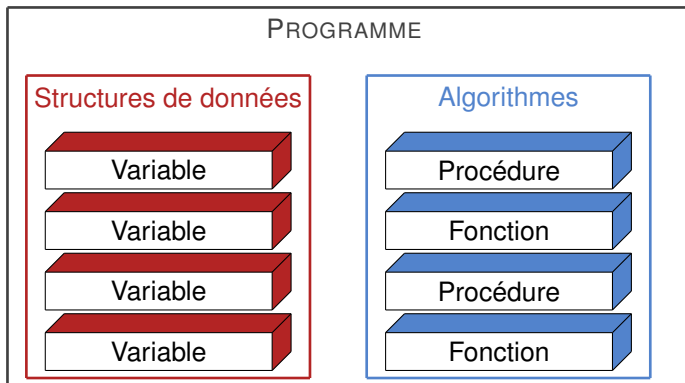 PROGRAMME
Structures de données
Variable
Variable
Variable
Variable
Algorithmes
Procédure
Fonction
Procédure
Fonction